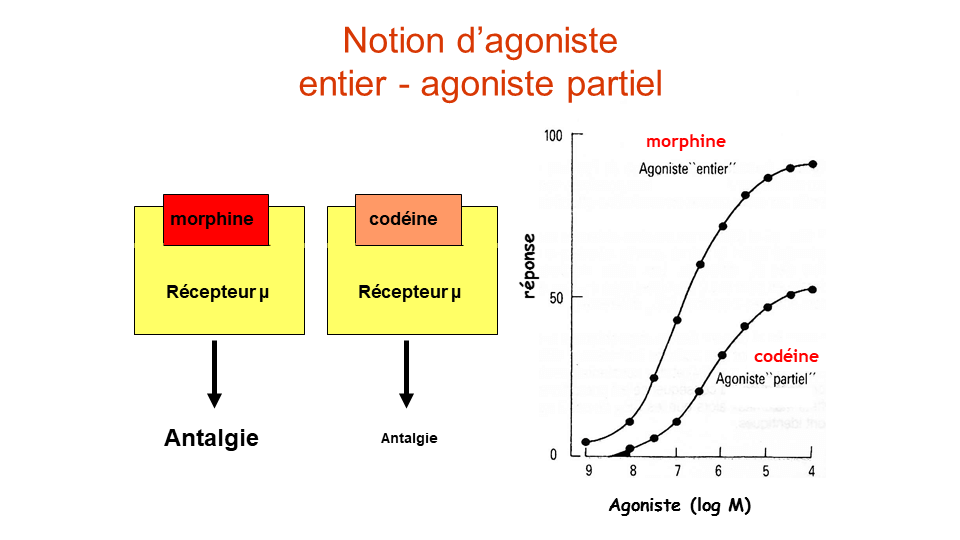 Notion d’agoniste
entier - agoniste partiel
morphine
Récepteur µ
Antalgie
codéine
Récepteur µ
Antalgie
réponse
100
50
0
morphine
Agoniste``entier´´
codéine
Agoniste``partiel´´
9 8 7 6 5 4
Agoniste (log M)